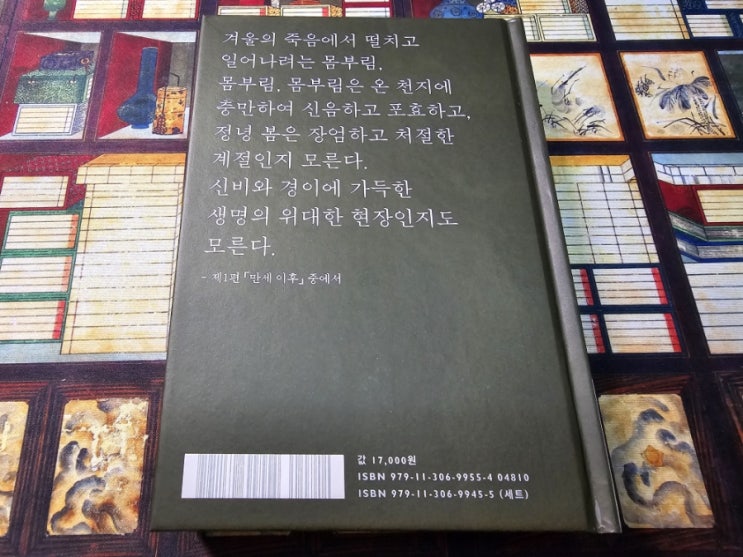 겨울의 죽음에서 떨치고
일어나려는 몸부림,
몸부림, 몸부림은 온 천지에
충만하여 신음하고 포효하고,
정녕 봄은 장엄하고 처절한
계절인지 모른다.
신비와 경이에 가득한
생명의 위대한 현장인지도
모른다.
- 제1편 「만세 이후」 중에서
값 17,000원
ISBN 979-11-306-9955-4 04810
ISBN 979-11-306-9945-5 (세트)